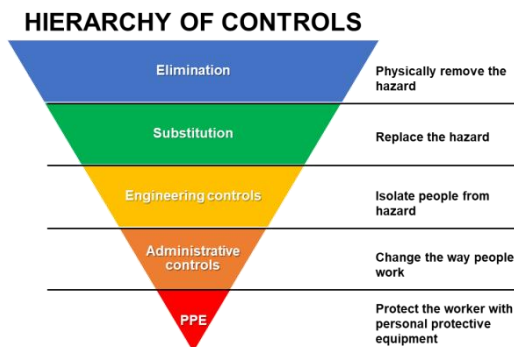 HIERARCHY OF CONTROLS
Elimination
Physically remove the
hazard
Substitution
Replace the hazard
Engineering controls
Isolate people from
hazard
Administrative
controls
Change the way people
work
PPE
Protect the worker with
personal protective
equipment